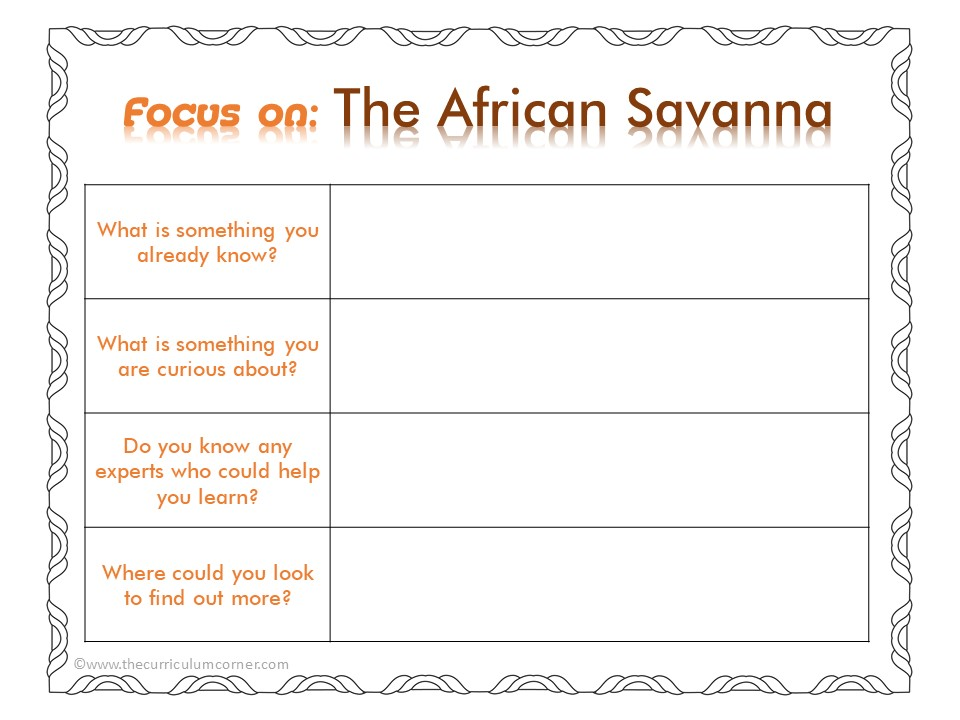 Focus on: The African Savanna
What is something you
already know?
What is something you
are curious about?
Do you know any
experts who could help
you learn?
Where could you look
to find out more?
©www.thecurriculumcorner.com